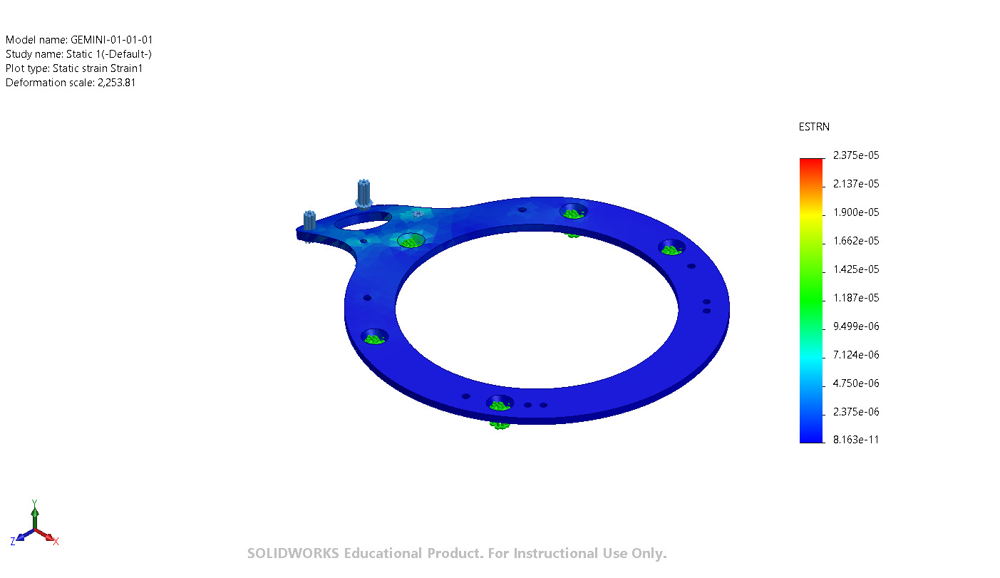 Model name: GEMINI-01-01-01
Study name: Static 1(-Default-)
Plot type: Static strain Strain1
Deformation scale: 2,253.81
ESTRN
2.375e-05
2.137e-05
1.900e-05
1.662e-05
1.425e-05
1.187e-05
9.499e-06
7.124e-06
4.750e-06
2.375e-06
8.163e-11
Y
Z
X
SOLIDWORKS Educational Product. For Instructional Use Only.